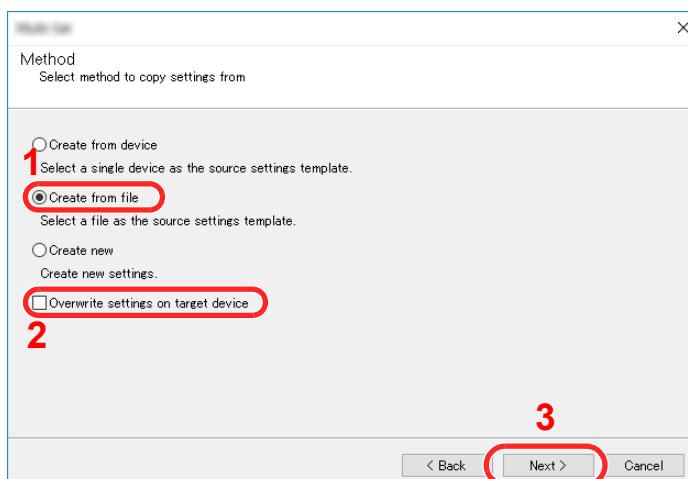 Method
Select method to copy settings from
Create from device
1
Select a single device as the source settings template.
Create from file
Select a file as the source settings template.
Create new
Create new settings.
Overwrite settings on target device
2
3
< Back
Next >
Cancel